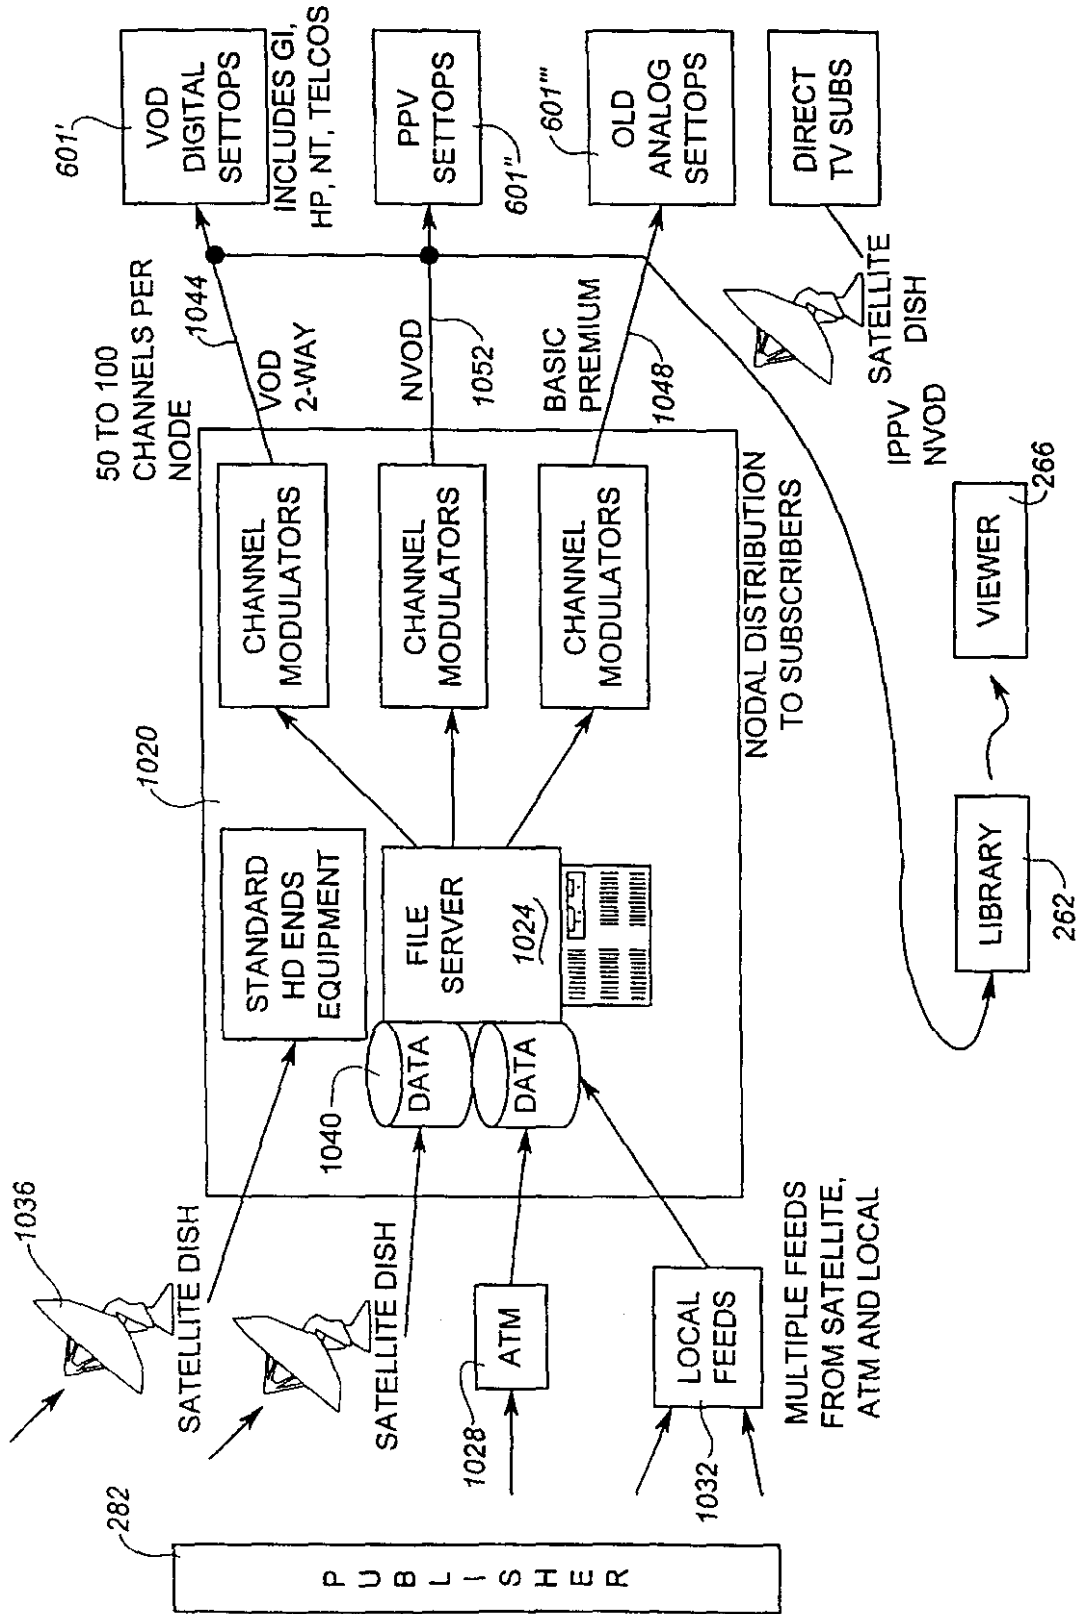 282
PUBLISHER
1036
SATELLITE DISH
SATELLITE DISH
1028
ATM
1032
LOCAL
FEEDS
MULTIPLE FEEDS
FROM SATELLITE,
ATM AND LOCAL
1020
STANDARD
HD ENDS
EQUIPMENT
1040
DATA
DATA
FILE
SERVER
1024
CHANNEL
MODULATORS
CHANNEL
MODULATORS
CHANNEL
MODULATORS
NODAL DISTRIBUTION
TO SUBSCRIBERS
50 TO 100
CHANNELS PER
NODE
1044
VOD
2-WAY
NVOD
1052
BASIC
PREMIUM
1048
601'
VOD
DIGITAL
SETTOPS
INCLUDES GI,
HP, NT, TELCOS
PPV
SETTOPS
601"
601'''
OLD
ANALOG
SETTOPS
DIRECT
TV SUBS
SATELLITE
DISH
IPPV
NVOD
LIBRARY
262
VIEWER
266